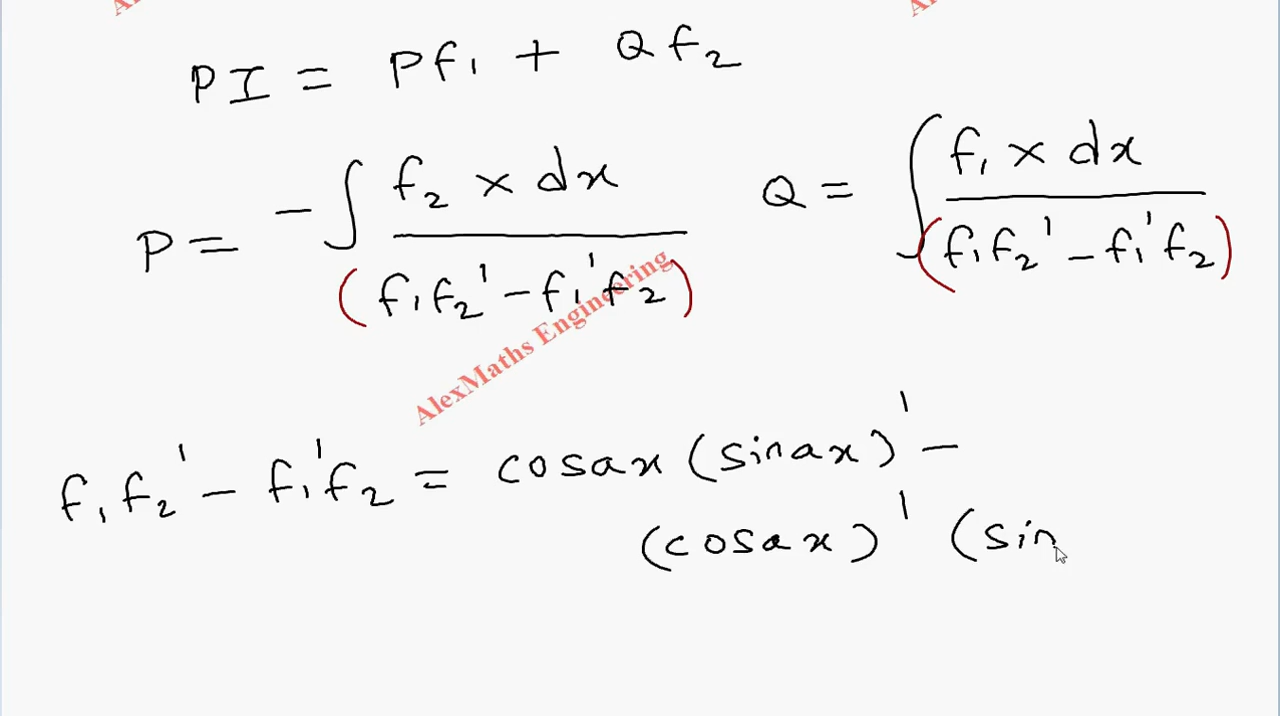 PI = Pf₁ + Qf₂
P = -∫ f₂ X dx / (f₁f₂' - f₁'f₂) Q = ∫ f₁ X dx / (f₁f₂' - f₁'f₂)
AlexMaths Engineering
f₁f₂' - f₁'f₂ = cosax (sinax)' -
(cosax)' (sin